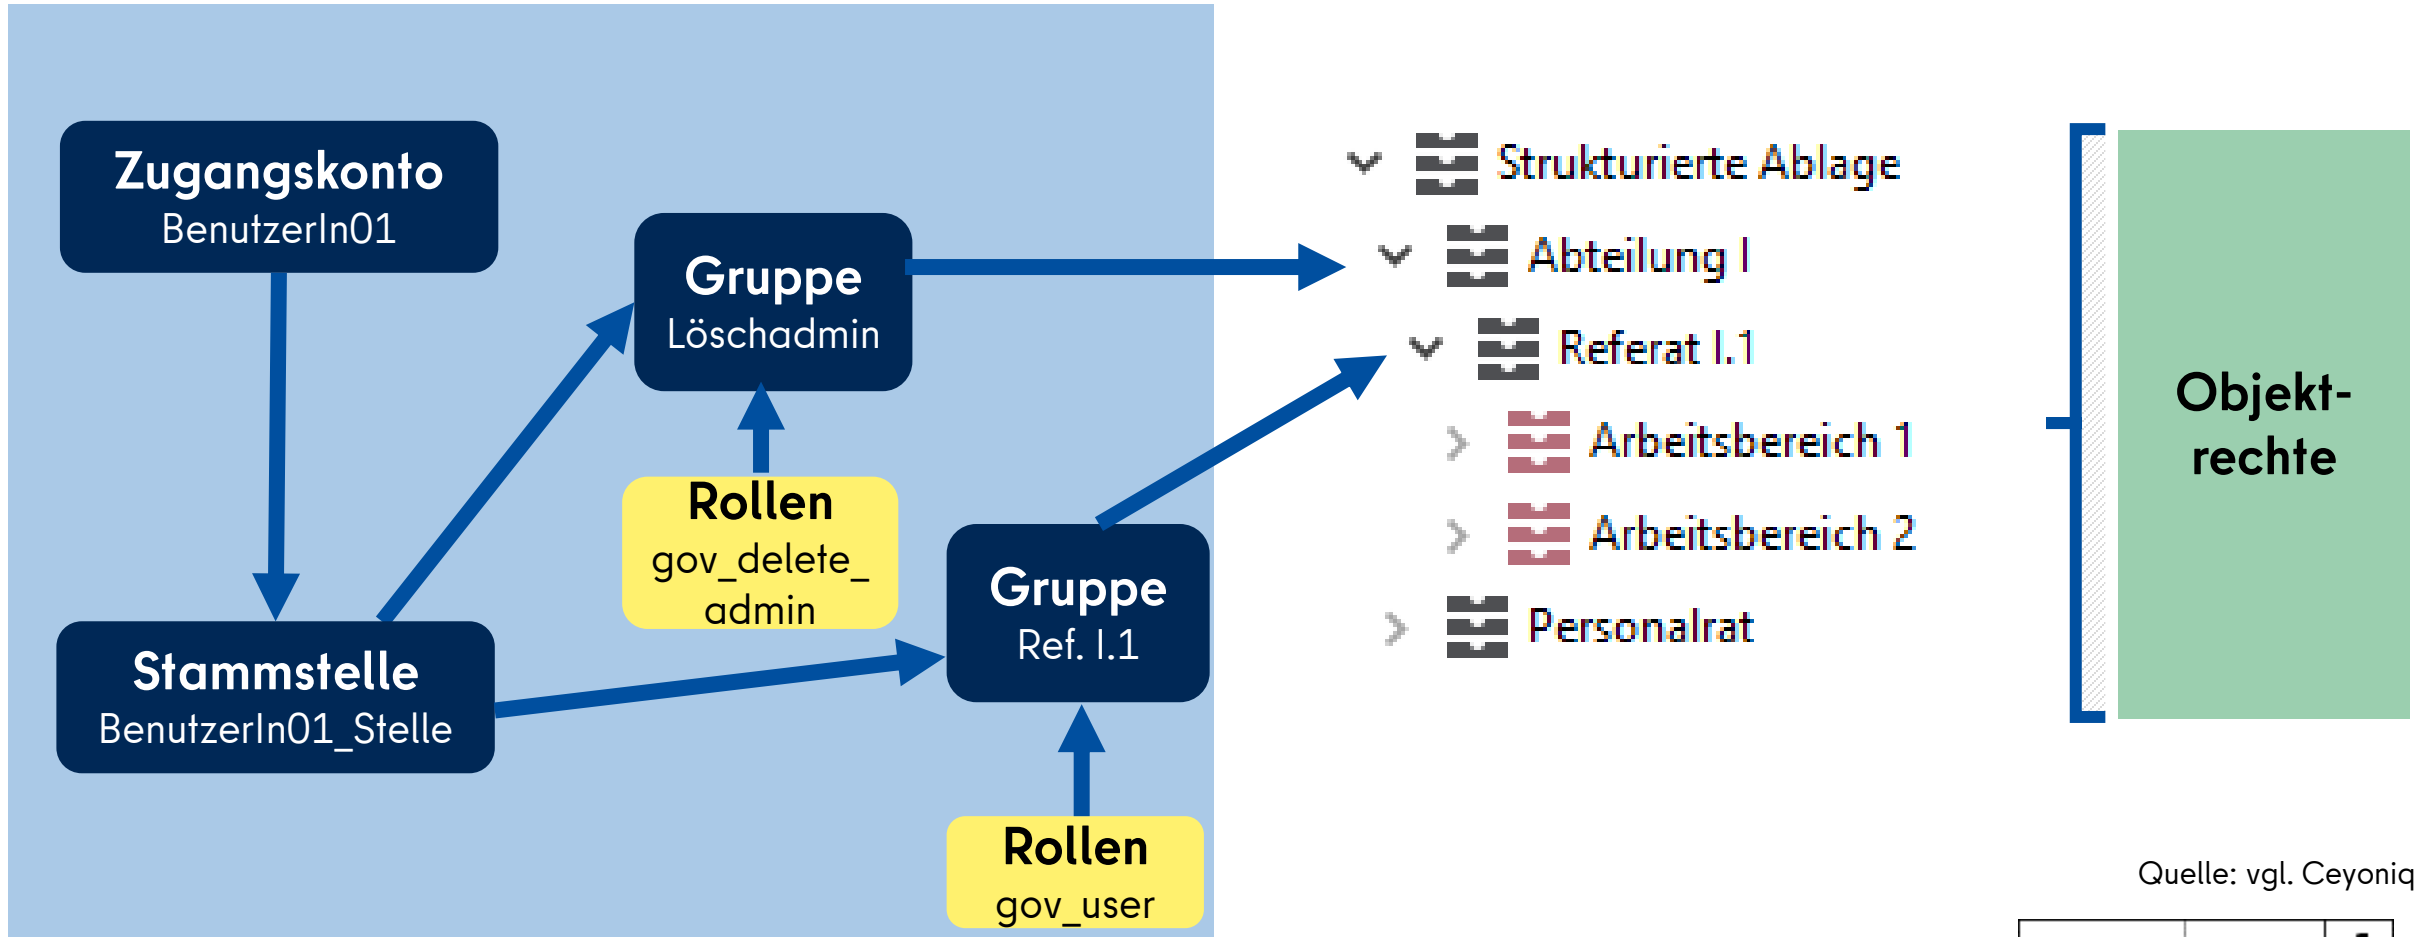 Zugangskonto
BenutzerIn01
Gruppe
Löschadmin
Rollen
gov_delete_
admin
Stammstelle
BenutzerIn01_Stelle
Gruppe
Ref. I.1
Rollen
gov_user
Strukturierte Ablage
Abteilung I
Referat I.1
Arbeitsbereich 1
Arbeitsbereich 2
Personalrat
Objekt-
rechte
Quelle: vgl. Ceyoniq